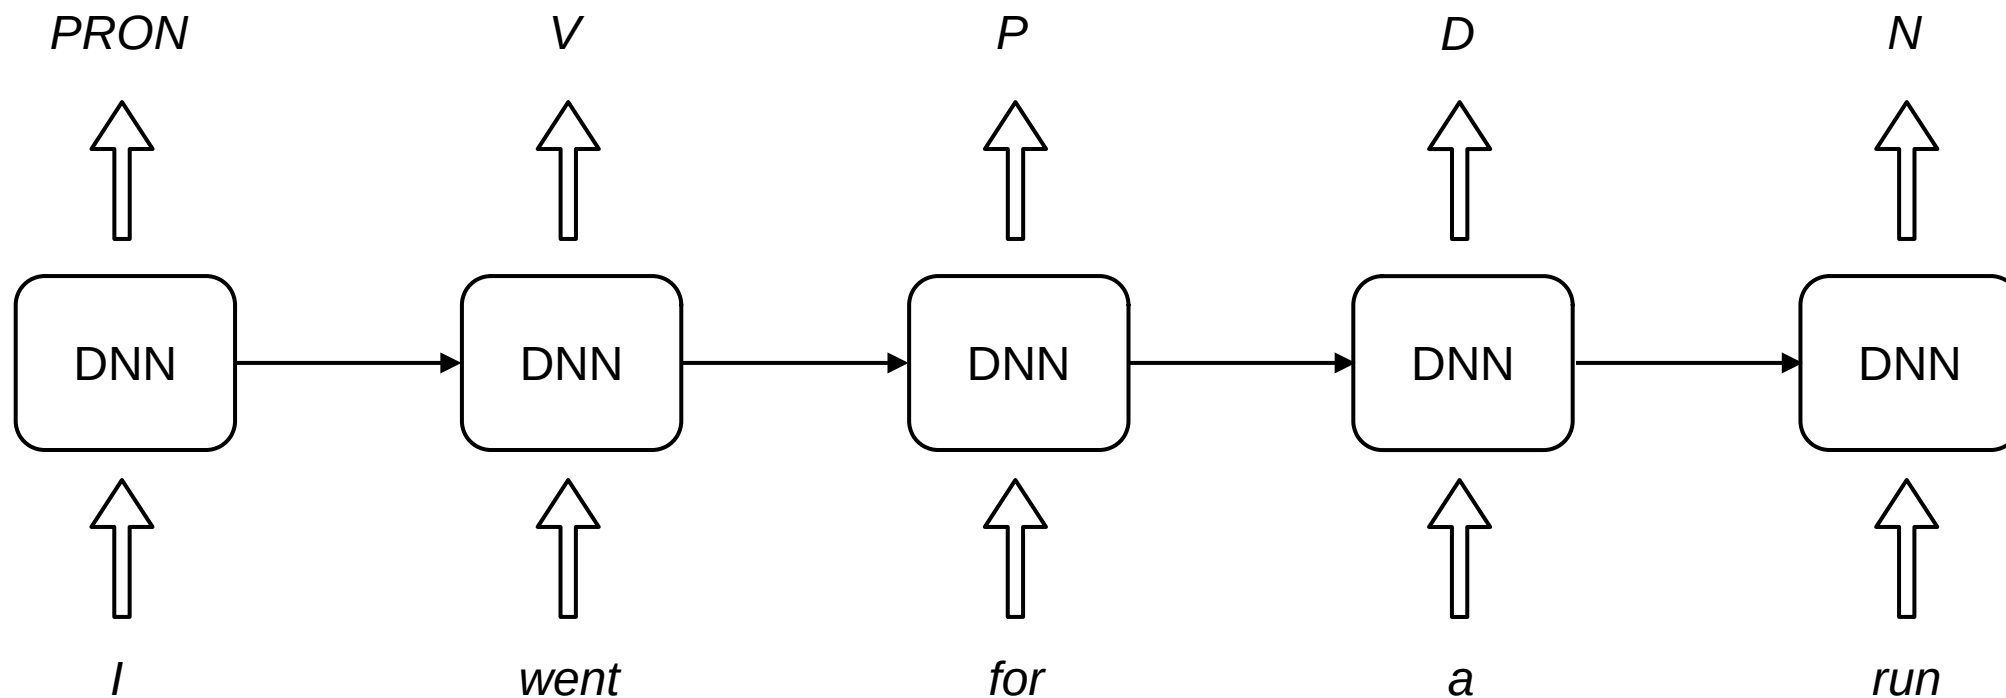 PRON V P D N
DNN DNN DNN DNN DNN
I went for a run